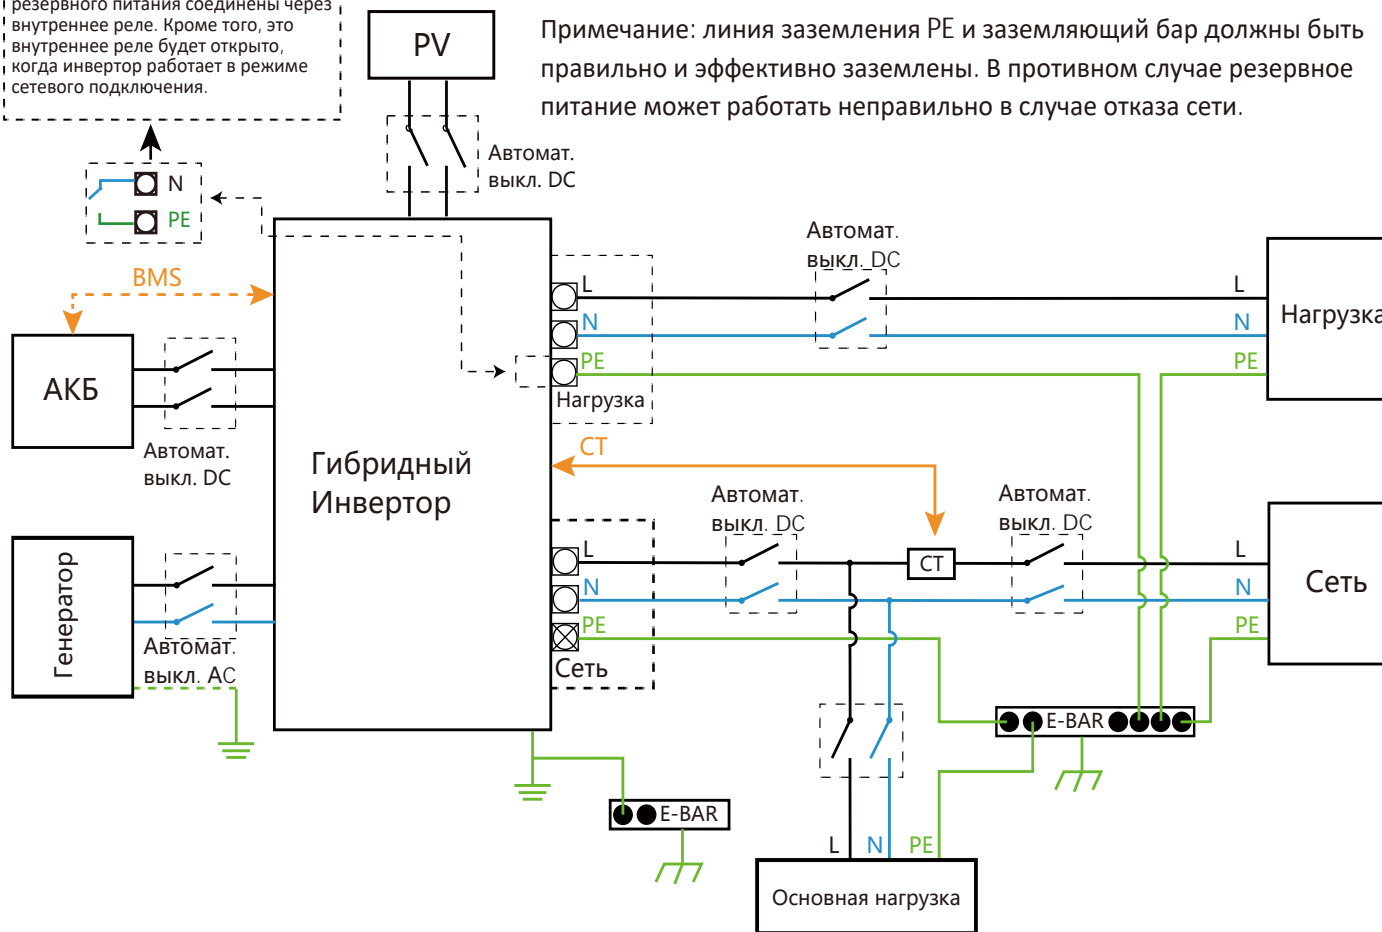 резервного питания соединены через
внутреннее реле. Кроме того, это
внутреннее реле будет открыто,
когда инвертор работает в режиме
сетевого подключения.
PV
Примечание: линия заземления PE и заземляющий бар должны быть
правильно и эффективно заземлены. В противном случае резервное
питание может работать неправильно в случае отказа сети.
Автомат.
выкл. DC
N
PE
BMS
АКБ
Автомат.
выкл. DC
Генератор
Автомат.
выкл. AC
Гибридный
Инвертор
L
N
PE
Нагрузка
Автомат.
выкл. DC
L
N
PE
Нагрузка
CT
Автомат.
выкл. DC
CT
Автомат.
выкл. DC
L
N
PE
Сеть
L
N
PE
Сеть
E-BAR
E-BAR
L
N
PE
Основная нагрузка